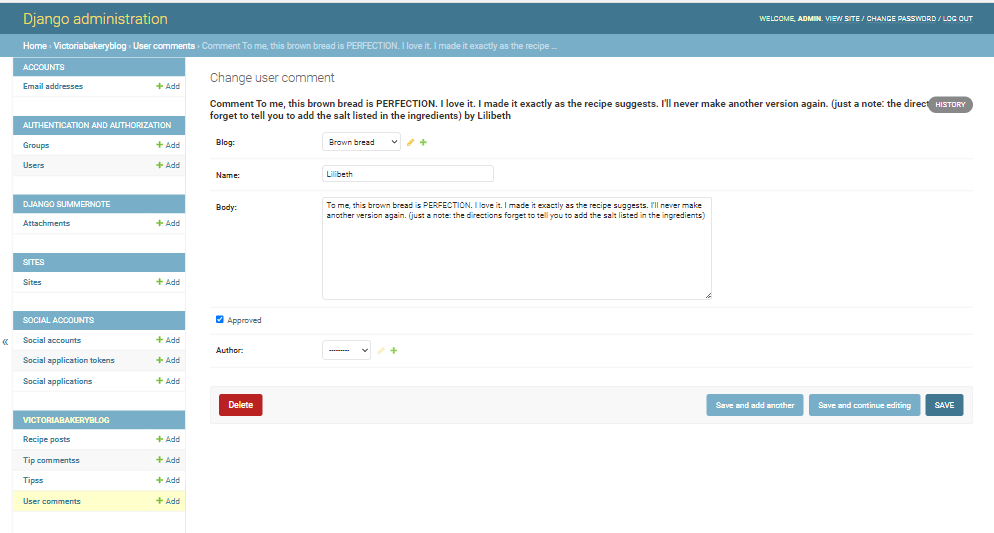 Django administration
WELCOME, ADMIN. VIEW SITE / CHANGE PASSWORD / LOG OUT
Home › Victoriabakeryblog › User comments › Comment To me, this brown bread is PERFECTION. I love it. I made it exactly as the recipe …
ACCOUNTS
Email addresses + Add
AUTHENTICATION AND AUTHORIZATION
Groups + Add
Users + Add
DJANGO SUMMERNOTE
Attachments + Add
SITES
Sites + Add
SOCIAL ACCOUNTS
Social accounts + Add
Social application tokens + Add
Social applications + Add
VICTORIABAKERYBLOG
Recipe posts + Add
Tip commentss + Add
Tipss + Add
User comments + Add
«
Change user comment
Comment To me, this brown bread is PERFECTION. I love it. I made it exactly as the recipe suggests. I'll never make another version again. (just a note: the direct
forget to tell you to add the salt listed in the ingredients) by Lilibeth
HISTORY
Blog: Brown bread
Name: Lilibeth
Body: To me, this brown bread is PERFECTION. I love it. I made it exactly as the recipe suggests. I'll never make
another version again. (just a note: the directions forget to tell you to add the salt listed in the ingredients)
Approved
Author: ---------
Delete
Save and add another
Save and continue editing
SAVE